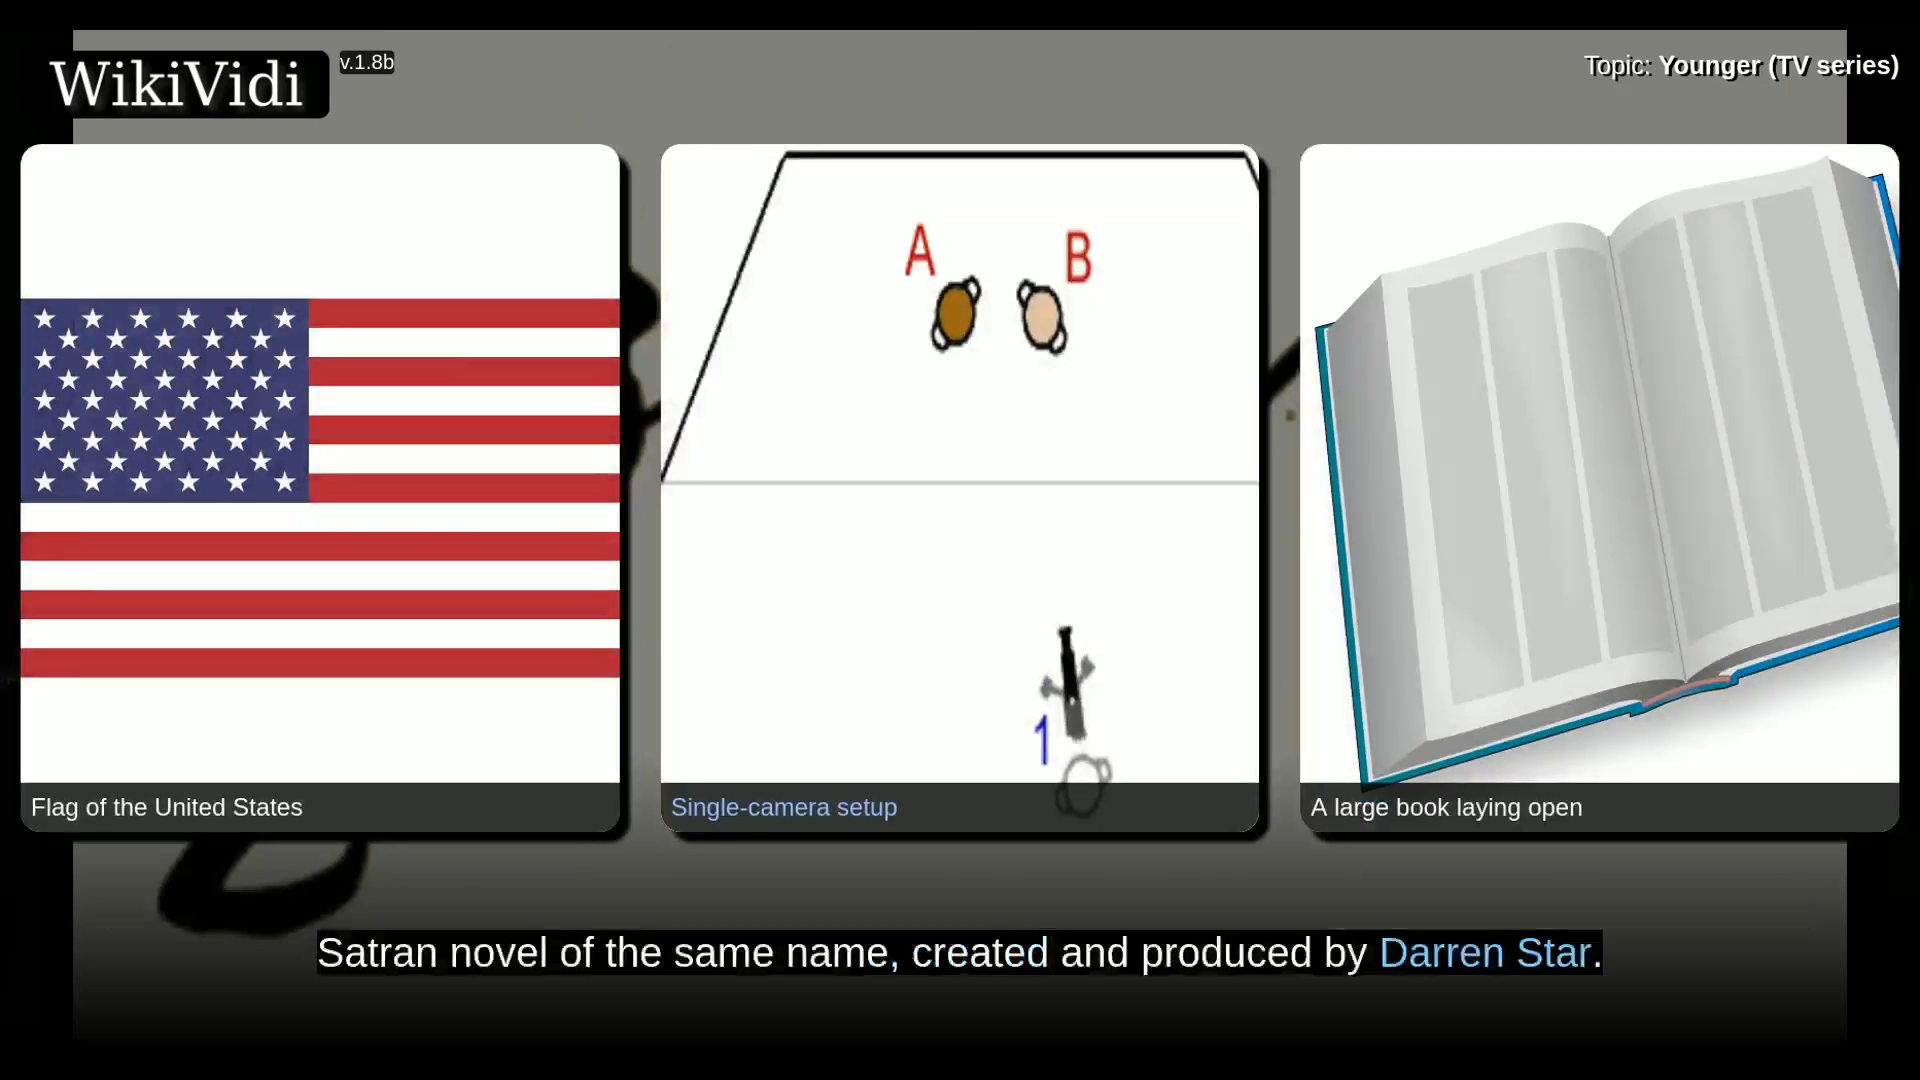 WikiVidi
v.1.8b
Topic: Younger (TV series)
A
B
1
Flag of the United States
Single-camera setup
A large book laying open
Satran novel of the same name, created and produced by Darren Star.